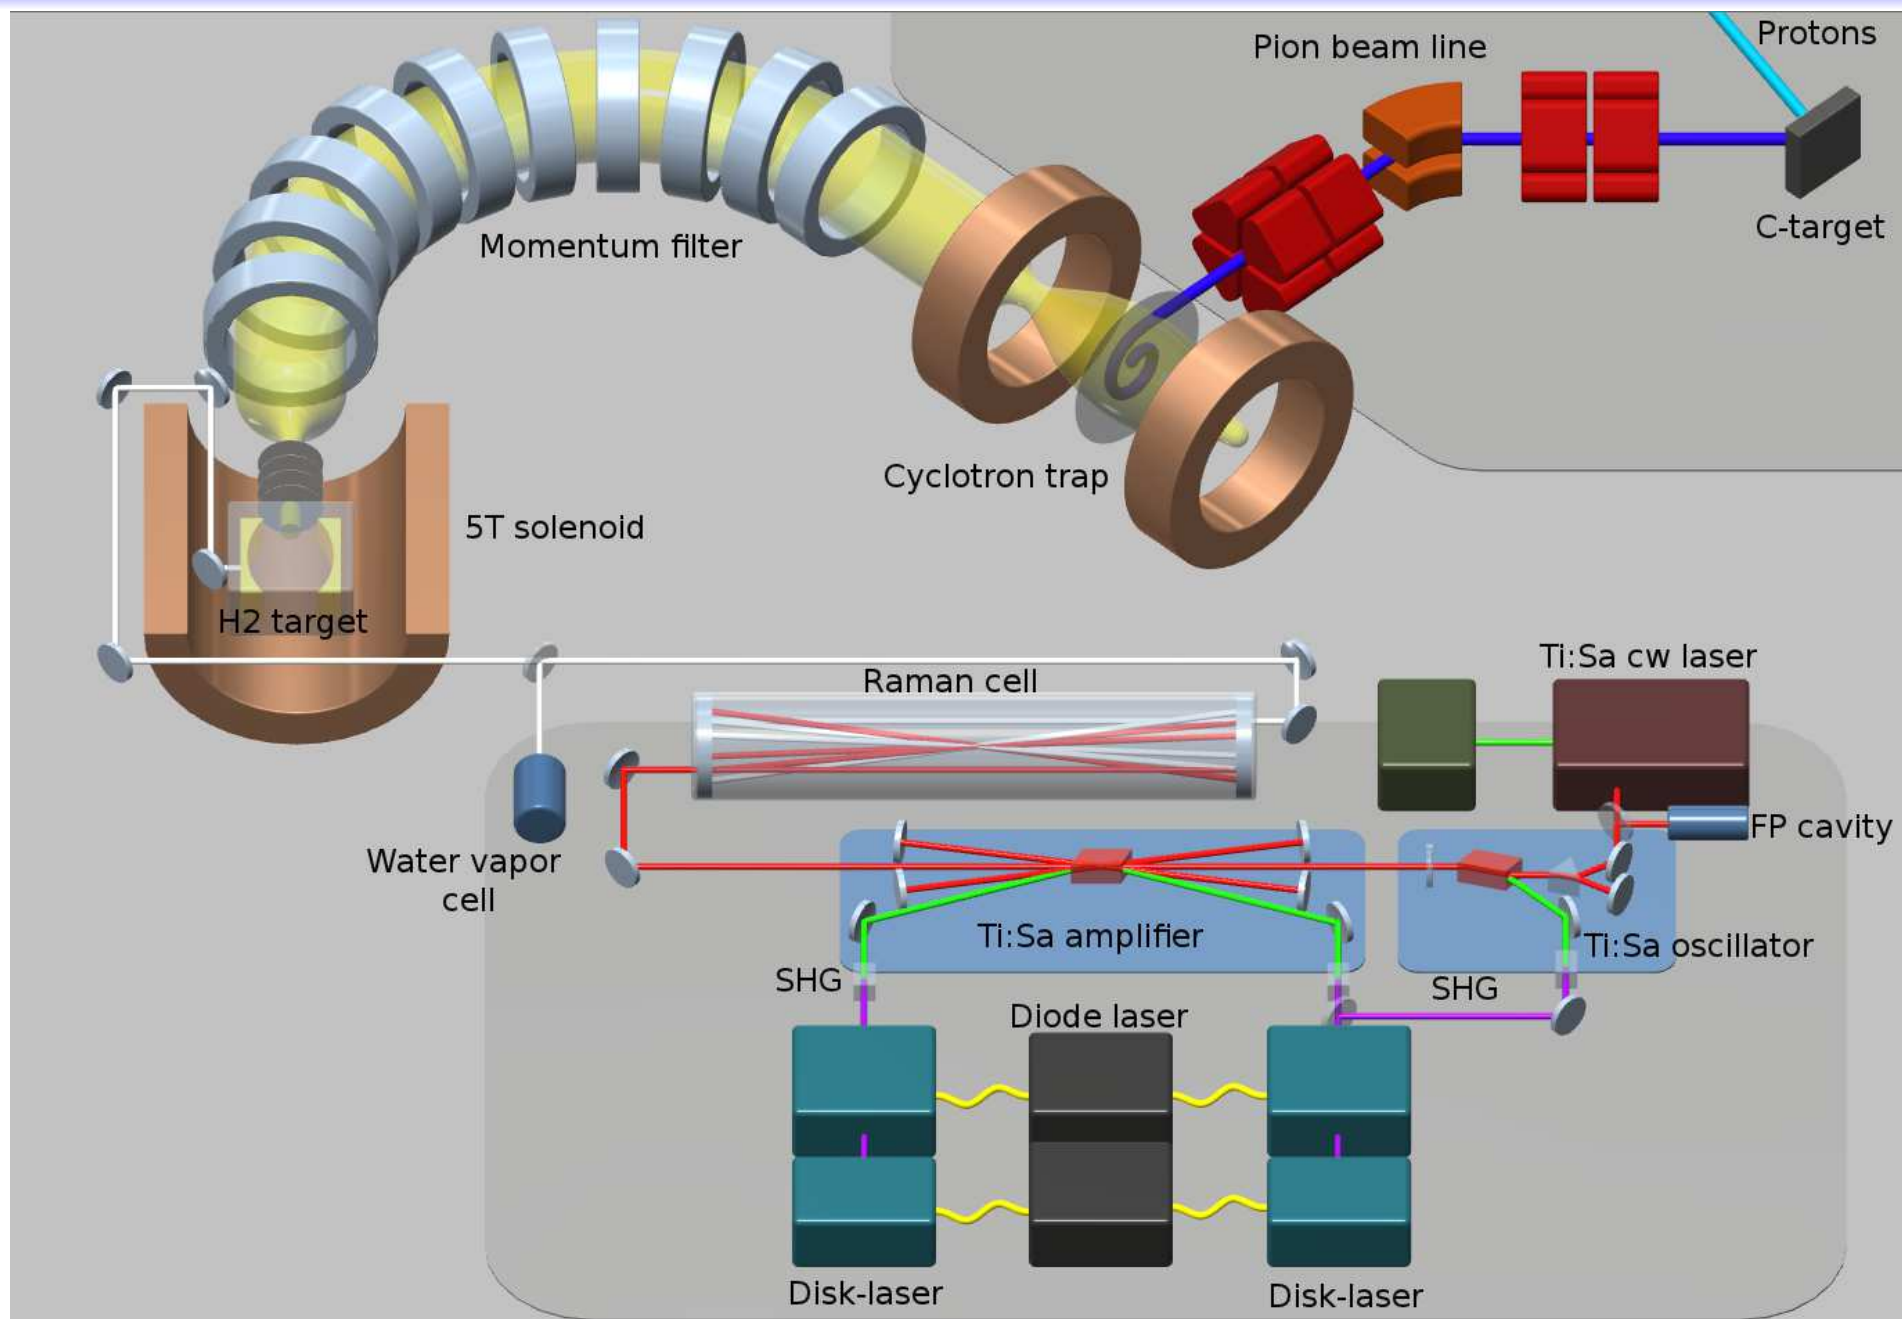 Protons
Pion beam line
C-target
Momentum filter
Cyclotron trap
5T solenoid
H2 target
Raman cell
Ti:Sa cw laser
FP cavity
Water vapor
cell
Ti:Sa amplifier
Ti:Sa oscillator
SHG
SHG
Diode laser
Disk-laser
Disk-laser